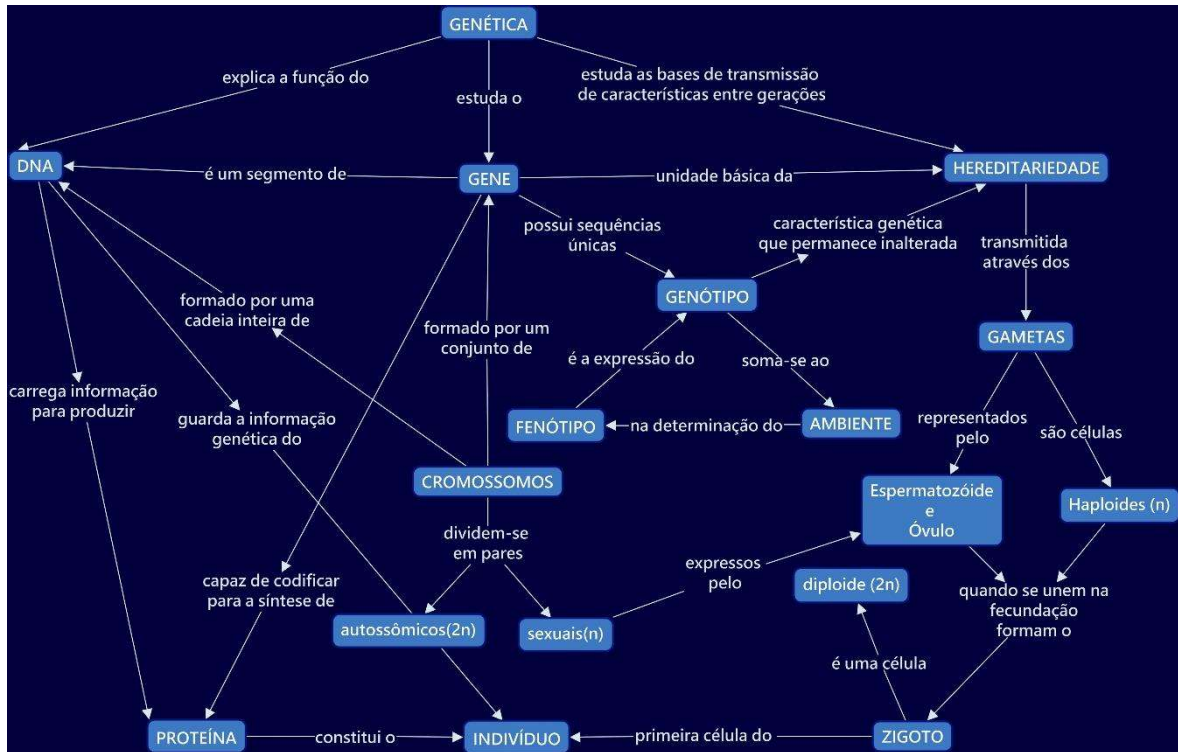 GENÉTICA
explica a função do
estuda o
estuda as bases de transmissão
de características entre gerações
DNA
é um segmento de
GENE
unidade básica da
HEREDITARIEDADE
possui sequências
únicas
característica genética
que permanece inalterada
transmitida
através dos
GENÓTIPO
formado por uma
cadeia inteira de
formado por um
conjunto de
GAMETAS
é a expressão do
soma-se ao
carrega informação
para produzir
guarda a informação
genética do
FENÓTIPO
na determinação do
AMBIENTE
representados
pelo
são células
CROMOSSOMOS
Espermatozóide
e
Óvulo
Haploides (n)
dividem-se
em pares
expressos
pelo
capaz de codificar
para a síntese de
diploide (2n)
quando se unem na
fecundação
formam o
autossômicos(2n)
sexuais(n)
é uma célula
PROTEÍNA
constitui o
INDIVÍDUO
primeira célula do
ZIGOTO